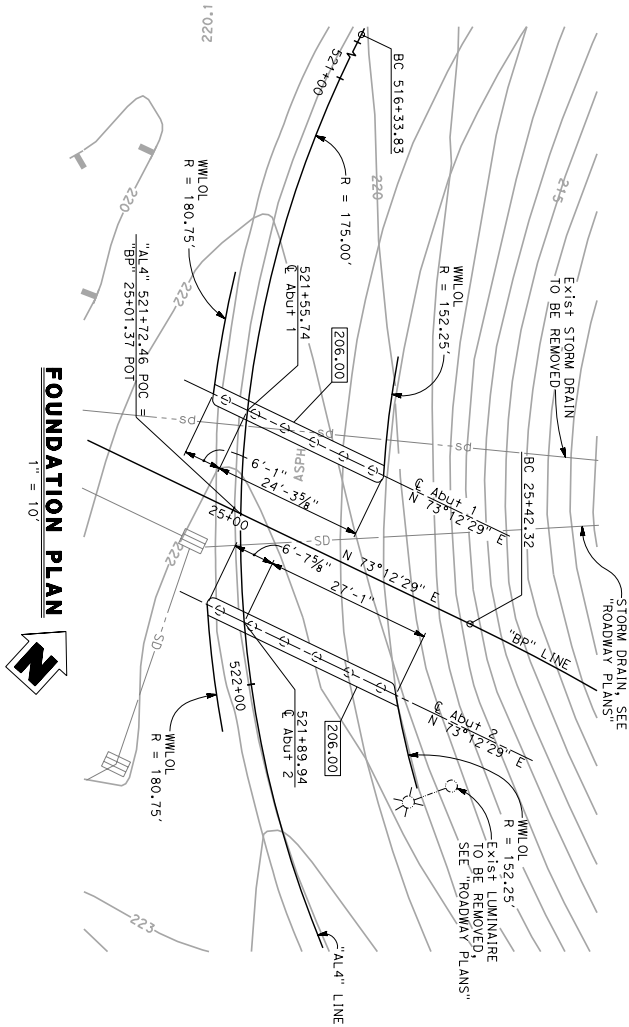 220.1
BC 516+33.83
521+00
R = 175.00'
220
215
220
WWLOL
R = 180.75'
222
"AL4" 521+72.46 POC =
"BP" 25+01.37 POT
521+55.74
℄ Abut 1
206.00
WWLOL
R = 152.25'
Exist STORM DRAIN
TO BE REMOVED
sd
sd
sd
ASPH
6'-1"
24'-3⅝"
℄ Abut 1
N 73°12'29" E
BC 25+42.32
25+00
SD
N 73°12'29" E
6'-7⅝"
27'-1"
"BP" LINE
STORM DRAIN, SEE
"ROADWAY PLANS"
222
SD
522+00
521+89.94
℄ Abut 2
206.00
℄ Abut 2
N 73°12'29" E
WWLOL
R = 180.75'
WWLOL
R = 152.25'
Exist LUMINAIRE
TO BE REMOVED,
SEE "ROADWAY PLANS"
223
"AL4" LINE
FOUNDATION PLAN
1" = 10'
N